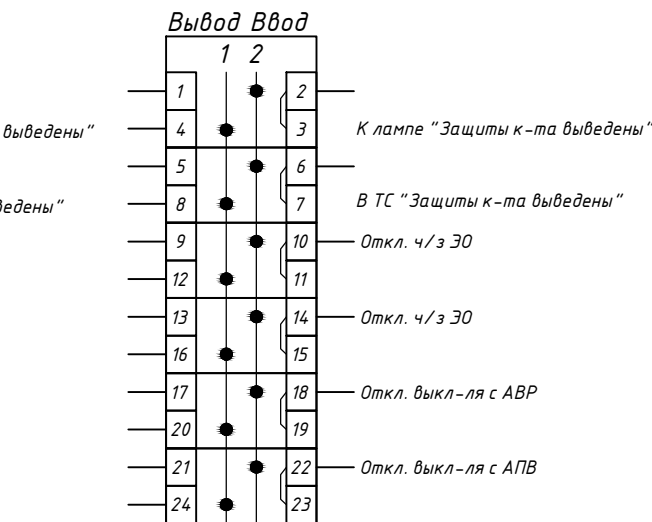 Вывод Ввод
1 2
1 2
выведены" 4 3 К лампе "Защиты к-та выведены"
5 6
ведены" 8 7 В ТС "Защиты к-та выведены"
9 10 Откл. ч/з ЭО
12 11
13 14 Откл. ч/з ЭО
16 15
17 18 Откл. выкл-ля с АВР
20 19
21 22 Откл. выкл-ля с АПВ
24 23